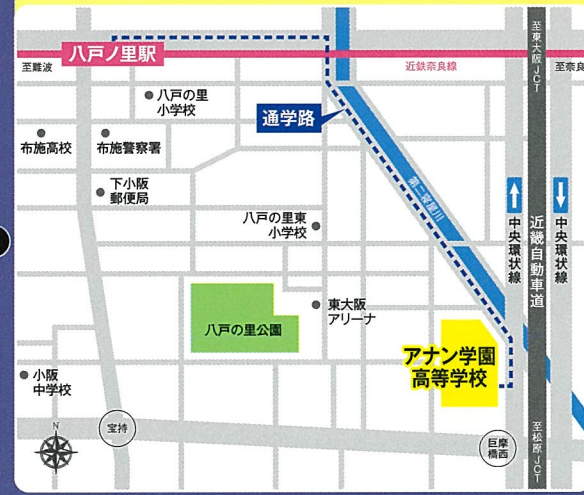 至東大阪JCT
八戸ノ里駅
至難波
近鉄奈良線
至奈良
八戸の里
小学校
通学路
布施高校
布施警察署
下小阪
郵便局
第二寝屋川
八戸の里東
小学校
中央環状線
近畿自動車道
中央環状線
東大阪
アリーナ
八戸の里公園
アナン学園
高等学校
小阪
中学校
N
宝持
巨摩
橋西
至松原JCT